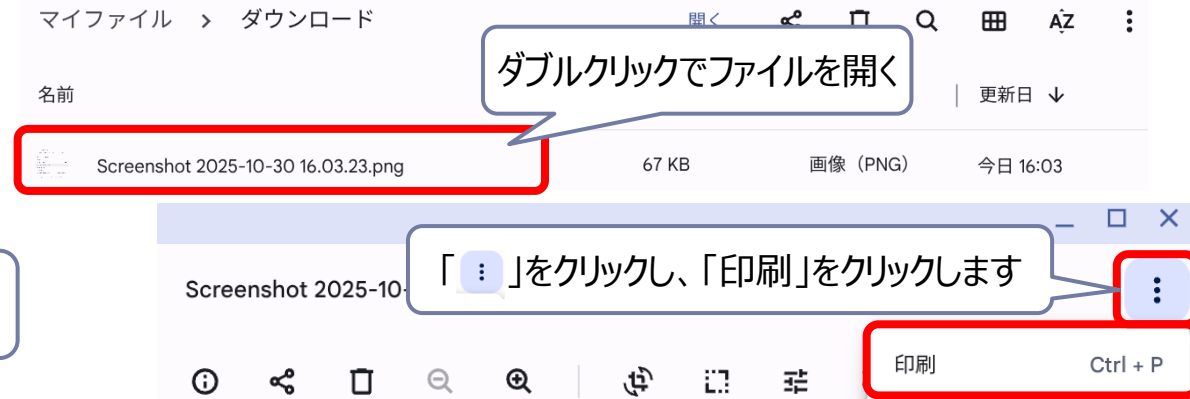 マイファイル > ダウンロード 開く
ダブルクリックでファイルを開く
名前 更新日 ↓
Screenshot 2025-10-30 16.03.23.png 67 KB 画像（PNG） 今日 16:03
「 ⋮ 」をクリックし、「印刷」をクリックします
Screenshot 2025-10-
印刷 Ctrl + P